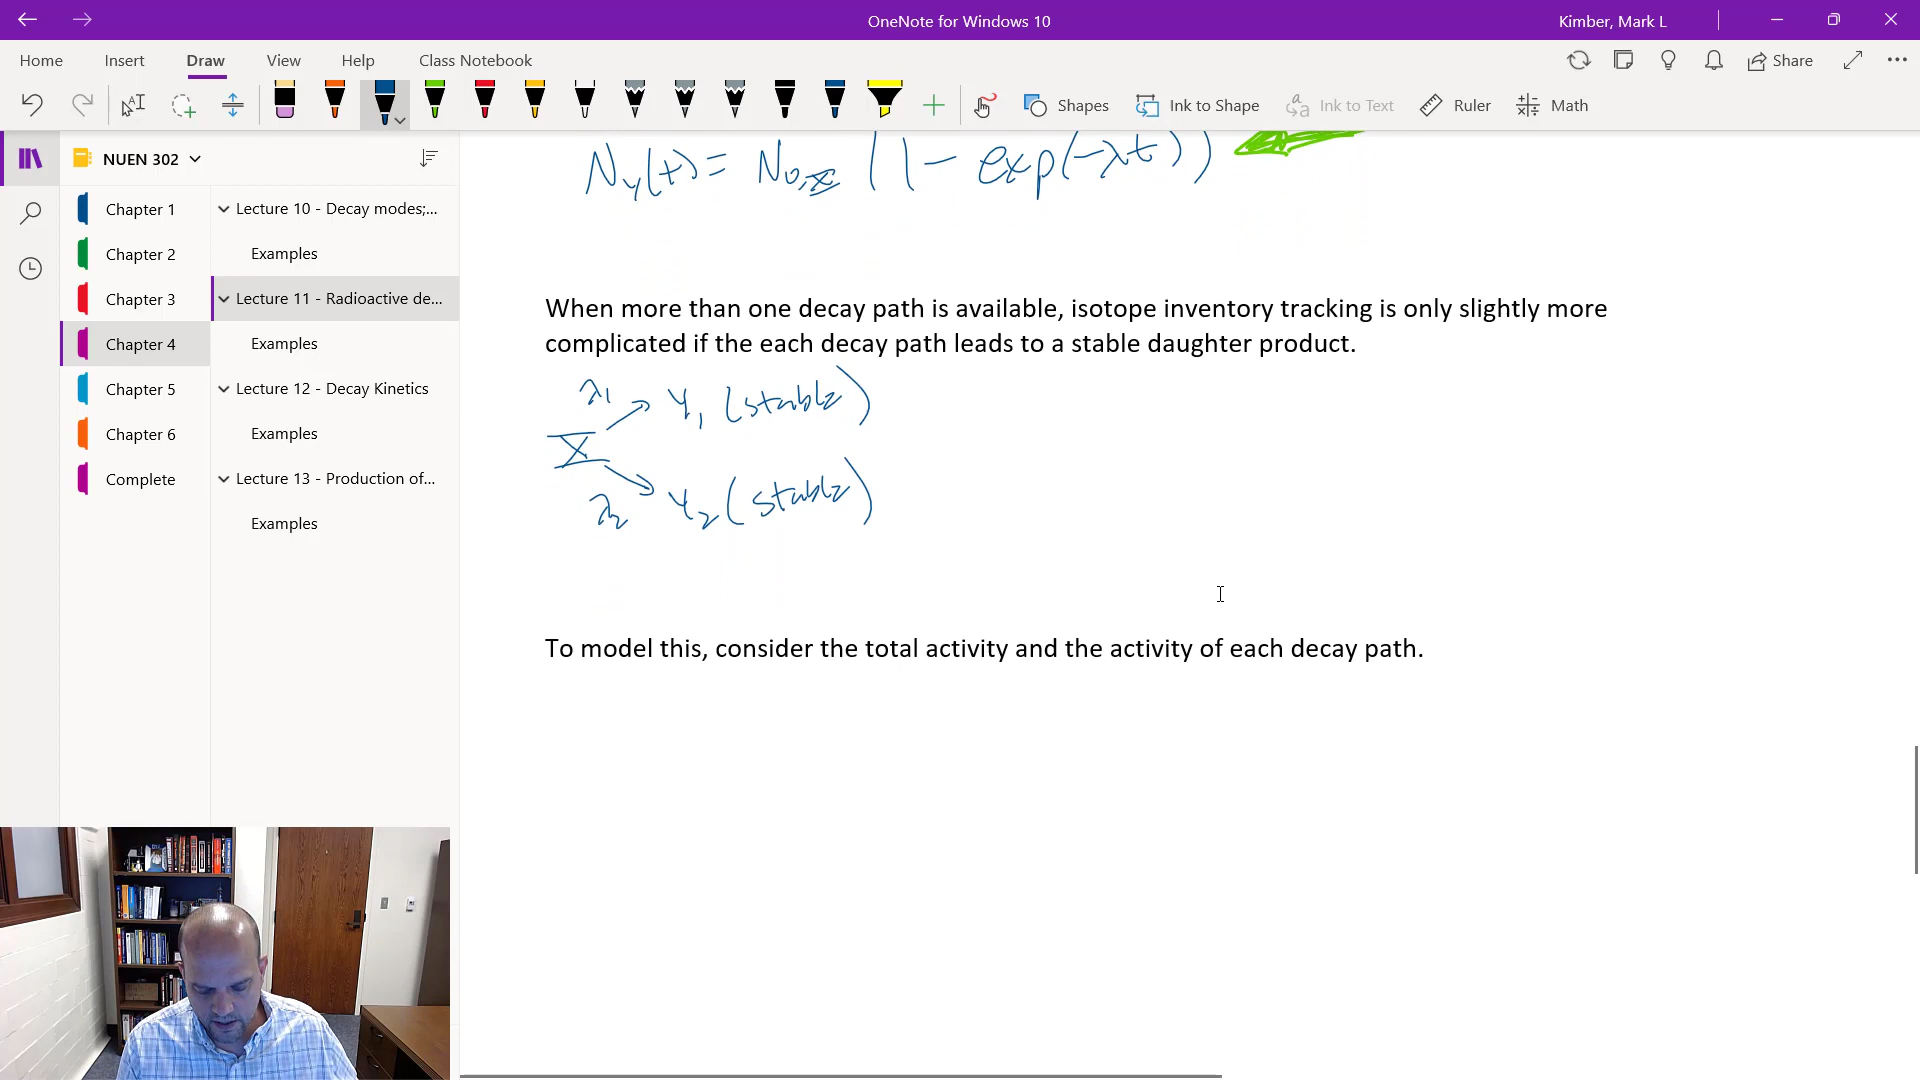 OneNote for Windows 10
Kimber, Mark L
Home Insert Draw View Help Class Notebook
Share
Shapes Ink to Shape Ink to Text Ruler Math
NUEN 302
Chapter 1
Chapter 2
Chapter 3
Chapter 4
Chapter 5
Chapter 6
Complete
Lecture 10 - Decay modes;...
Examples
Lecture 11 - Radioactive de...
Examples
Lecture 12 - Decay Kinetics
Examples
Lecture 13 - Production of...
Examples
N_Y(t) = N_{0,X} (1 - exp(-λt))
When more than one decay path is available, isotope inventory tracking is only slightly more
complicated if the each decay path leads to a stable daughter product.
λ1 Y1 (stable)
X
λ2 Y2 (stable)
To model this, consider the total activity and the activity of each decay path.